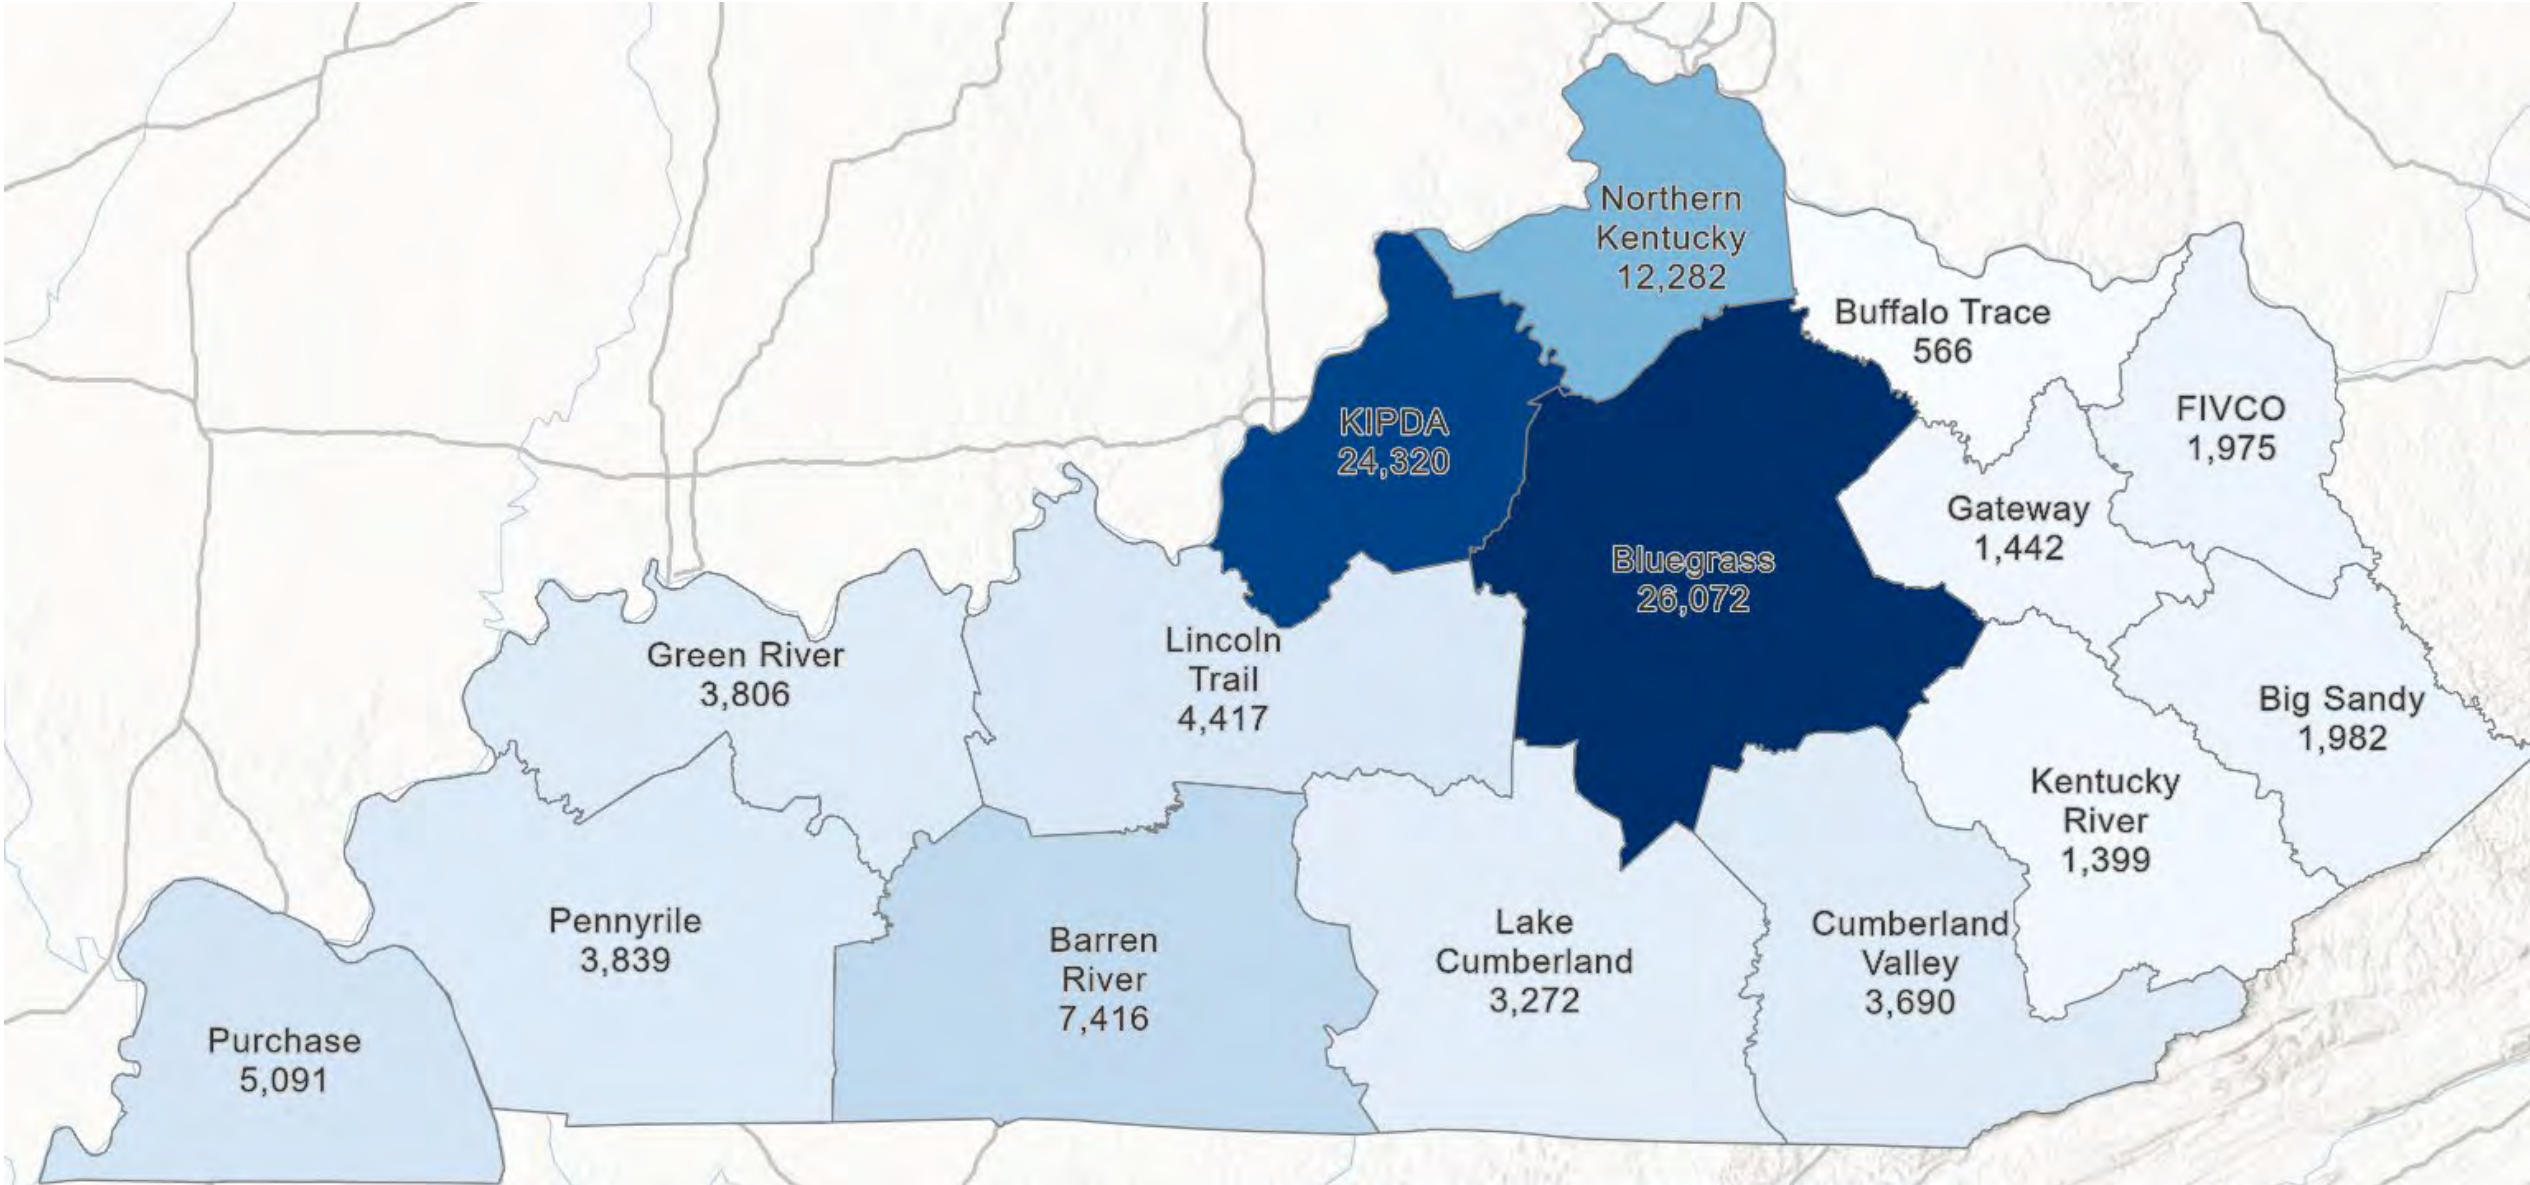 Northern
Kentucky
12,282
Buffalo Trace
566
FIVCO
1,975
KIPDA
24,320
Gateway
1,442
Bluegrass
26,072
Green River
3,806
Lincoln
Trail
4,417
Big Sandy
1,982
Kentucky
River
1,399
Pennyrile
3,839
Barren
River
7,416
Lake
Cumberland
3,272
Cumberland
Valley
3,690
Purchase
5,091